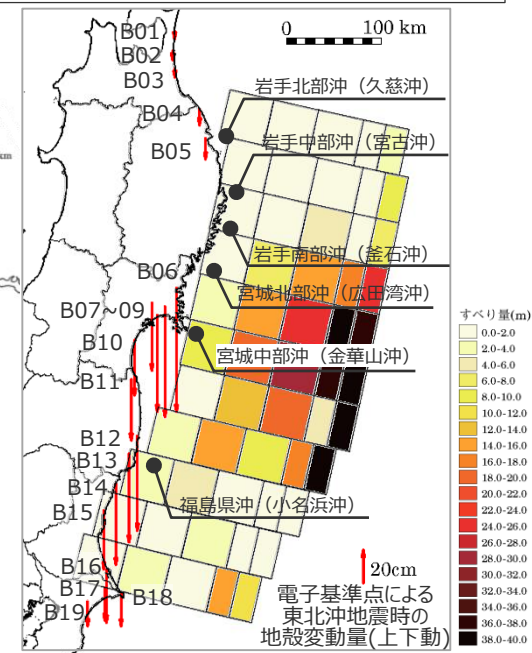 0    100 km
B01
B02
B03
岩手北部沖（久慈沖）
B04
岩手中部沖（宮古沖）
B05
km
岩手南部沖（釜石沖）
B06
宮城北部沖（広田湾沖）
B07～09
B10
宮城中部沖（金華山沖）
B11
B12
B13
B14
福島県沖（小名浜沖）
B15
B16
B17
B18
B19
20cm
電子基準点による
東北沖地震時の
地殻変動量(上下動)
すべり量(m)
0.0-2.0
2.0-4.0
4.0-6.0
6.0-8.0
8.0-10.0
10.0-12.0
12.0-14.0
14.0-16.0
16.0-18.0
18.0-20.0
20.0-22.0
22.0-24.0
24.0-26.0
26.0-28.0
28.0-30.0
30.0-32.0
32.0-34.0
34.0-36.0
36.0-38.0
38.0-40.0